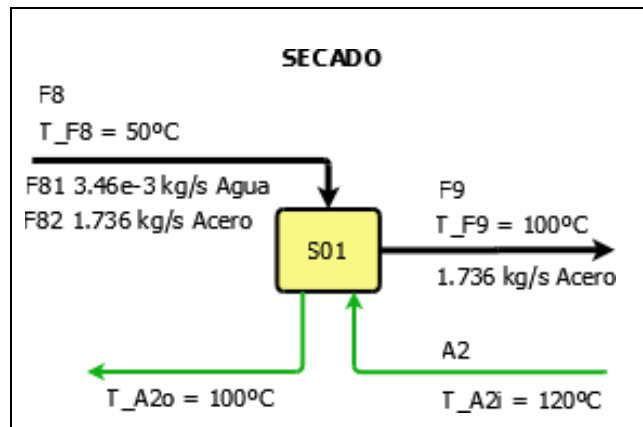 SECADO
F8
T_F8 = 50ºC
F81 3.46e-3 kg/s Agua
F82 1.736 kg/s Acero
S01
F9
T_F9 = 100ºC
1.736 kg/s Acero
A2
T_A2o = 100ºC
T_A2i = 120ºC